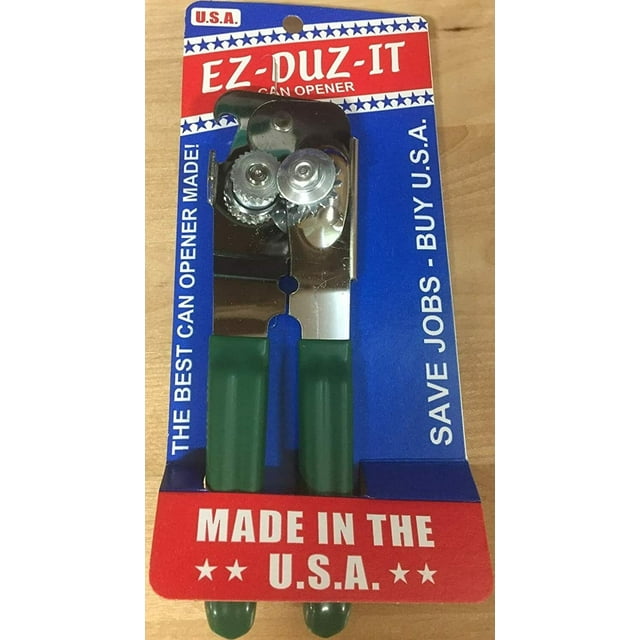 U.S.A.
EZ-DUZ-IT
CAN OPENER
THE BEST CAN OPENER MADE!
SAVE JOBS - BUY U.S.A.
MADE IN THE
★★ U.S.A. ★★